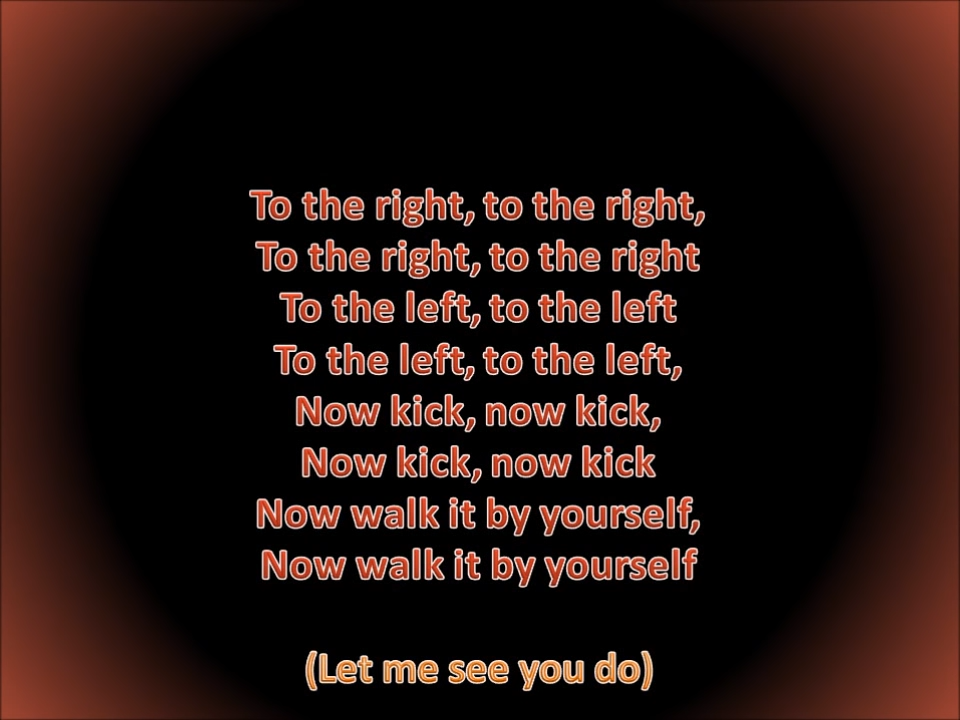 To the right, to the right,
To the right, to the right
To the left, to the left
To the left, to the left,
Now kick, now kick,
Now kick, now kick
Now walk it by yourself,
Now walk it by yourself
(Let me see you do)